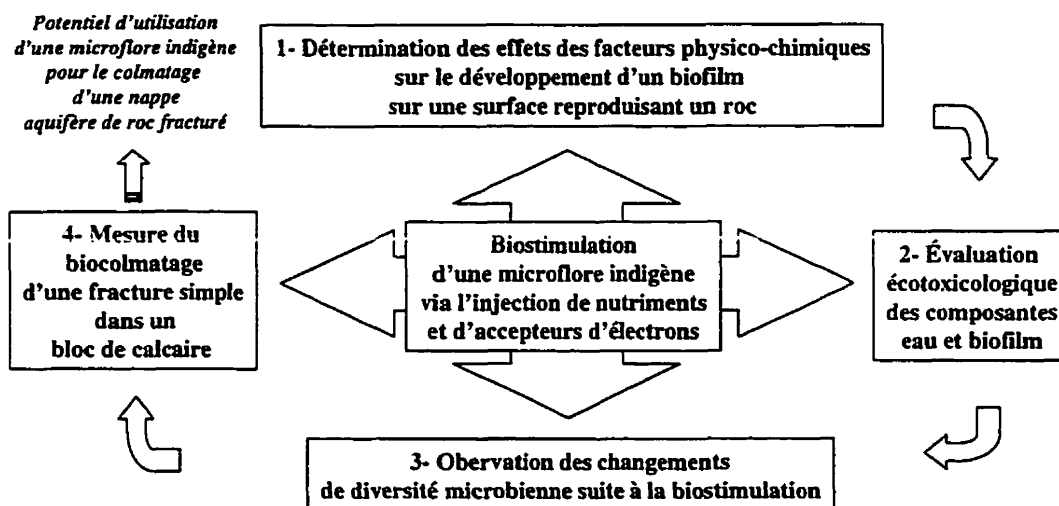 Potentiel d'utilisation
d'une microflore indigène
pour le colmatage
d'une nappe
aquifère de roc fracturé
1- Détermination des effets des facteurs physico-chimiques
sur le développement d'un biofilm
sur une surface reproduisant un roc
4- Mesure du
biocolmatage
d'une fracture simple
dans un
bloc de calcaire
Biostimulation
d'une microflore indigène
via l'injection de nutriments
et d'accepteurs d'électrons
2- Évaluation
écotoxicologique
des composantes
eau et biofilm
3- Obervation des changements
de diversité microbienne suite à la biostimulation